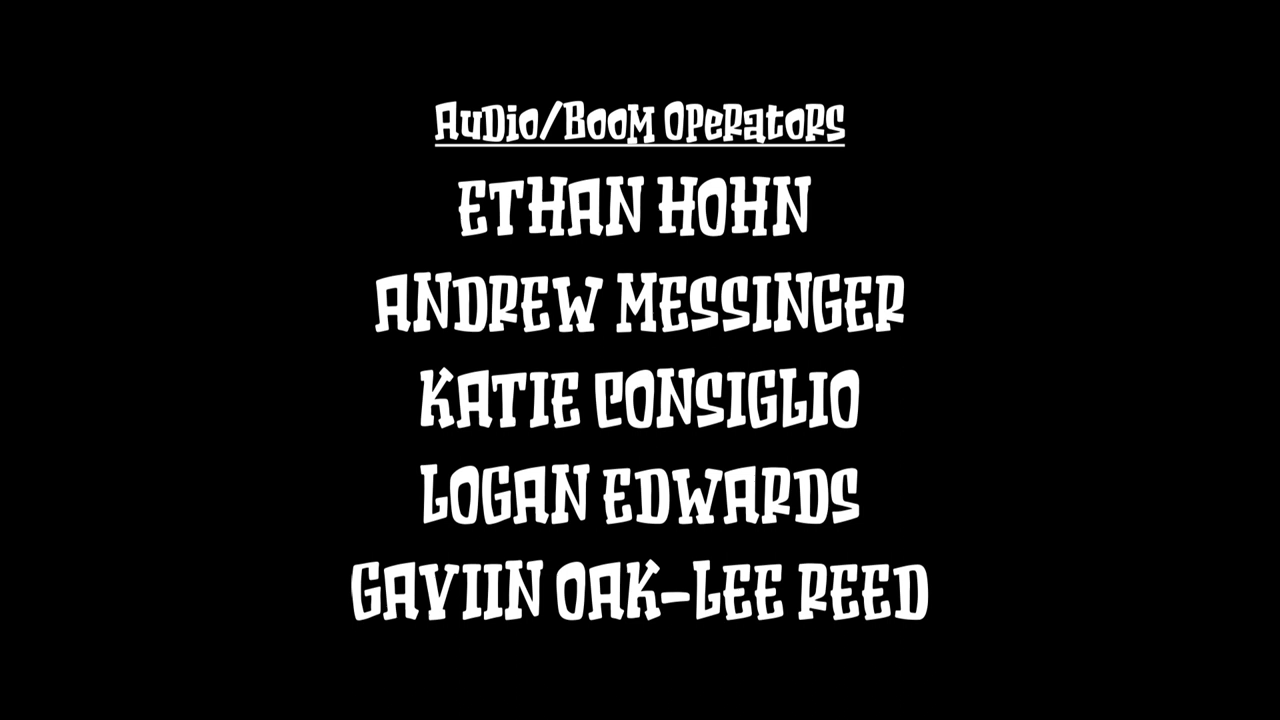 Audio/Boom Operators
ETHAN HOHN
ANDREW MESSINGER
KATIE CONSIGLIO
LOGAN EDWARDS
GAVIIN OAK-LEE REED